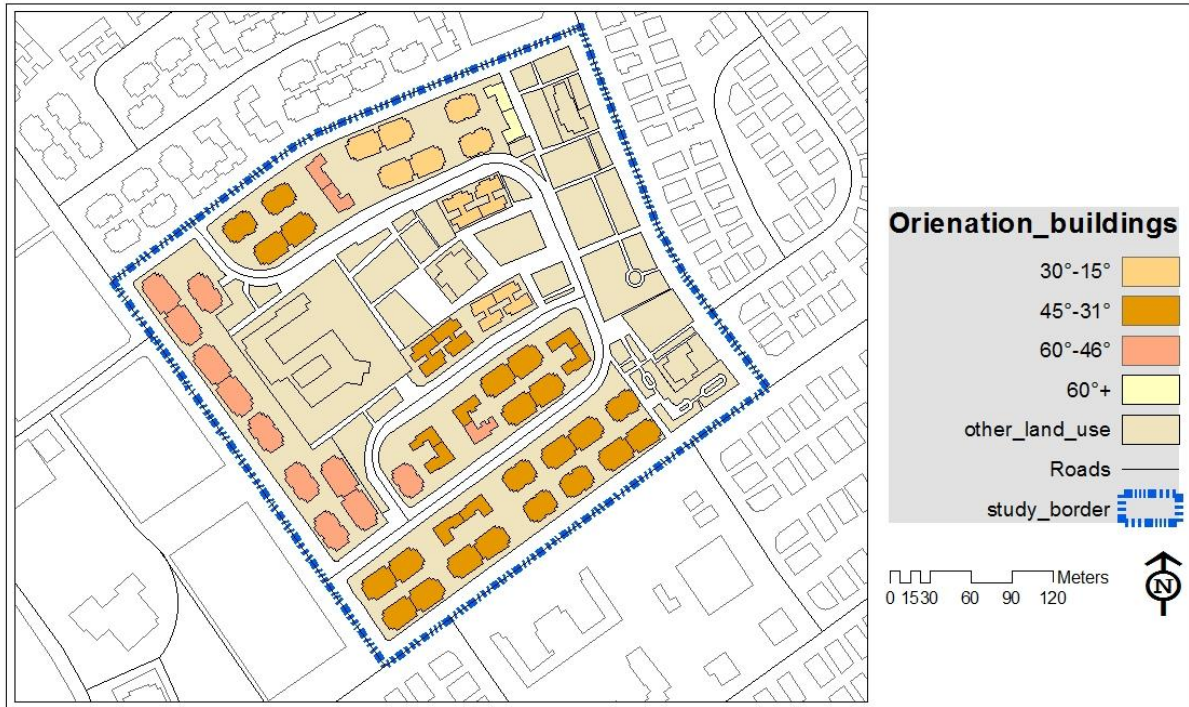 Orienation_buildings
30°-15°
45°-31°
60°-46°
60°+
other_land_use
Roads
study_border
Meters
0 15 30 60 90 120
N